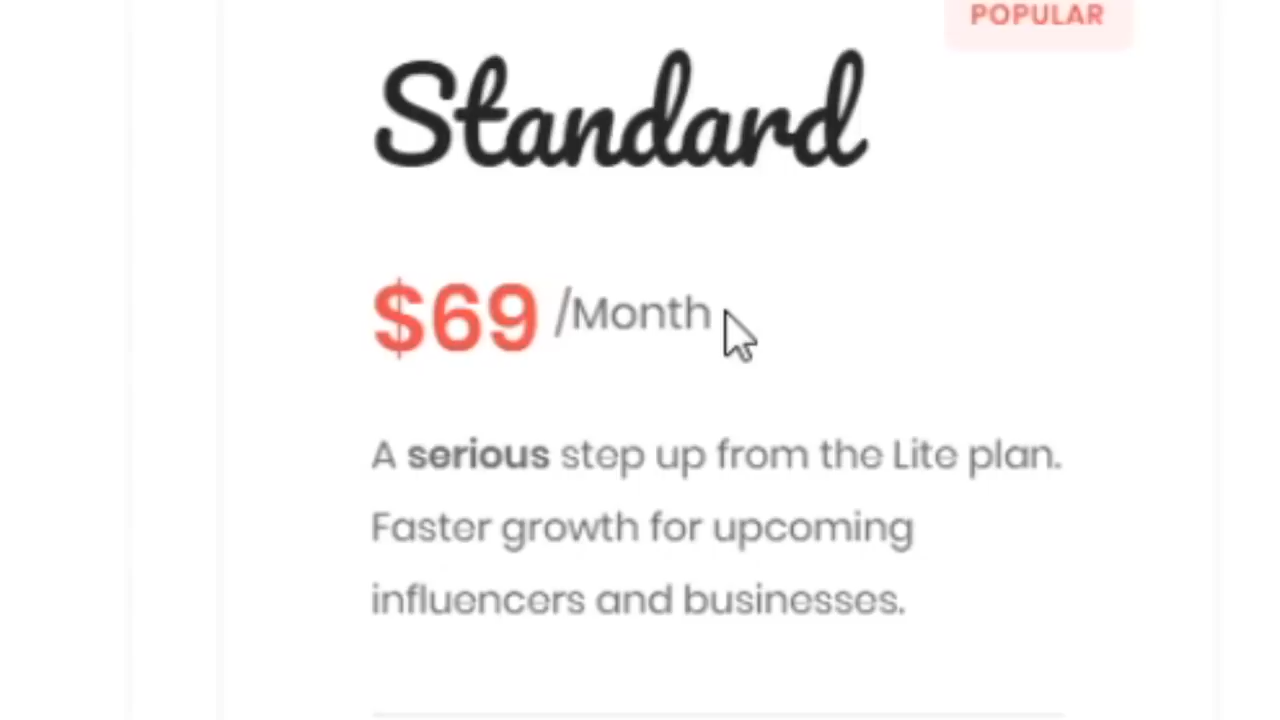 POPULAR
Standard
$69 /Month
A serious step up from the Lite plan.
Faster growth for upcoming
influencers and businesses.